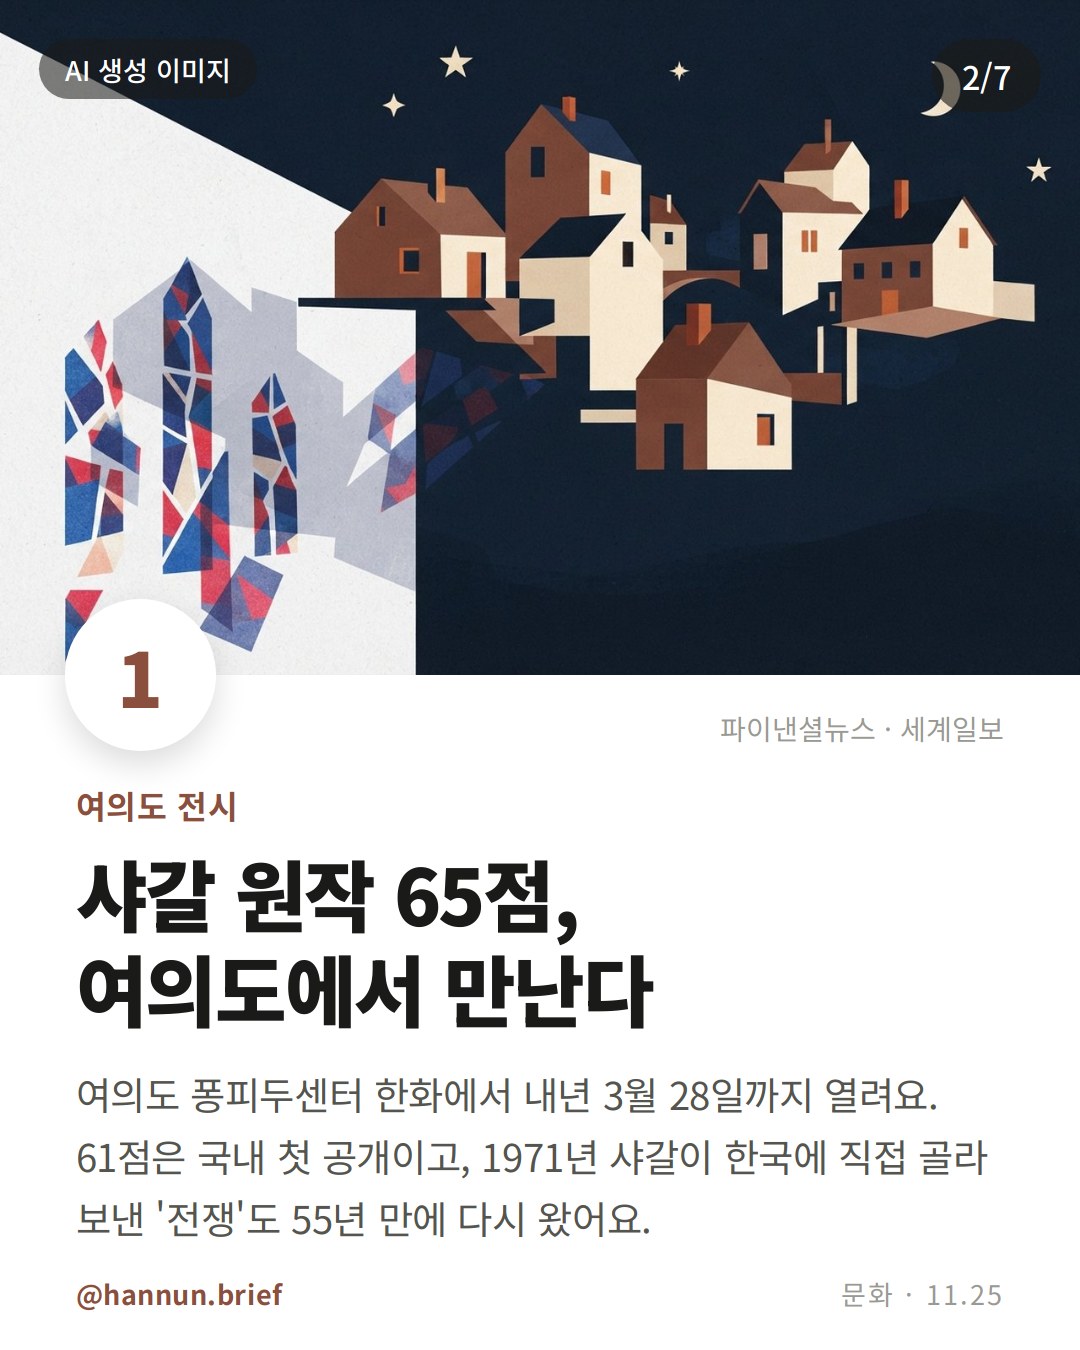 AI 생성 이미지
2/7
1
파이낸셜뉴스 · 세계일보
여의도 전시
샤갈 원작 65점,
여의도에서 만난다
여의도 퐁피두센터 한화에서 내년 3월 28일까지 열려요.
61점은 국내 첫 공개이고, 1971년 샤갈이 한국에 직접 골라
보낸 '전쟁'도 55년 만에 다시 왔어요.
@hannun.brief
문화 · 11.25